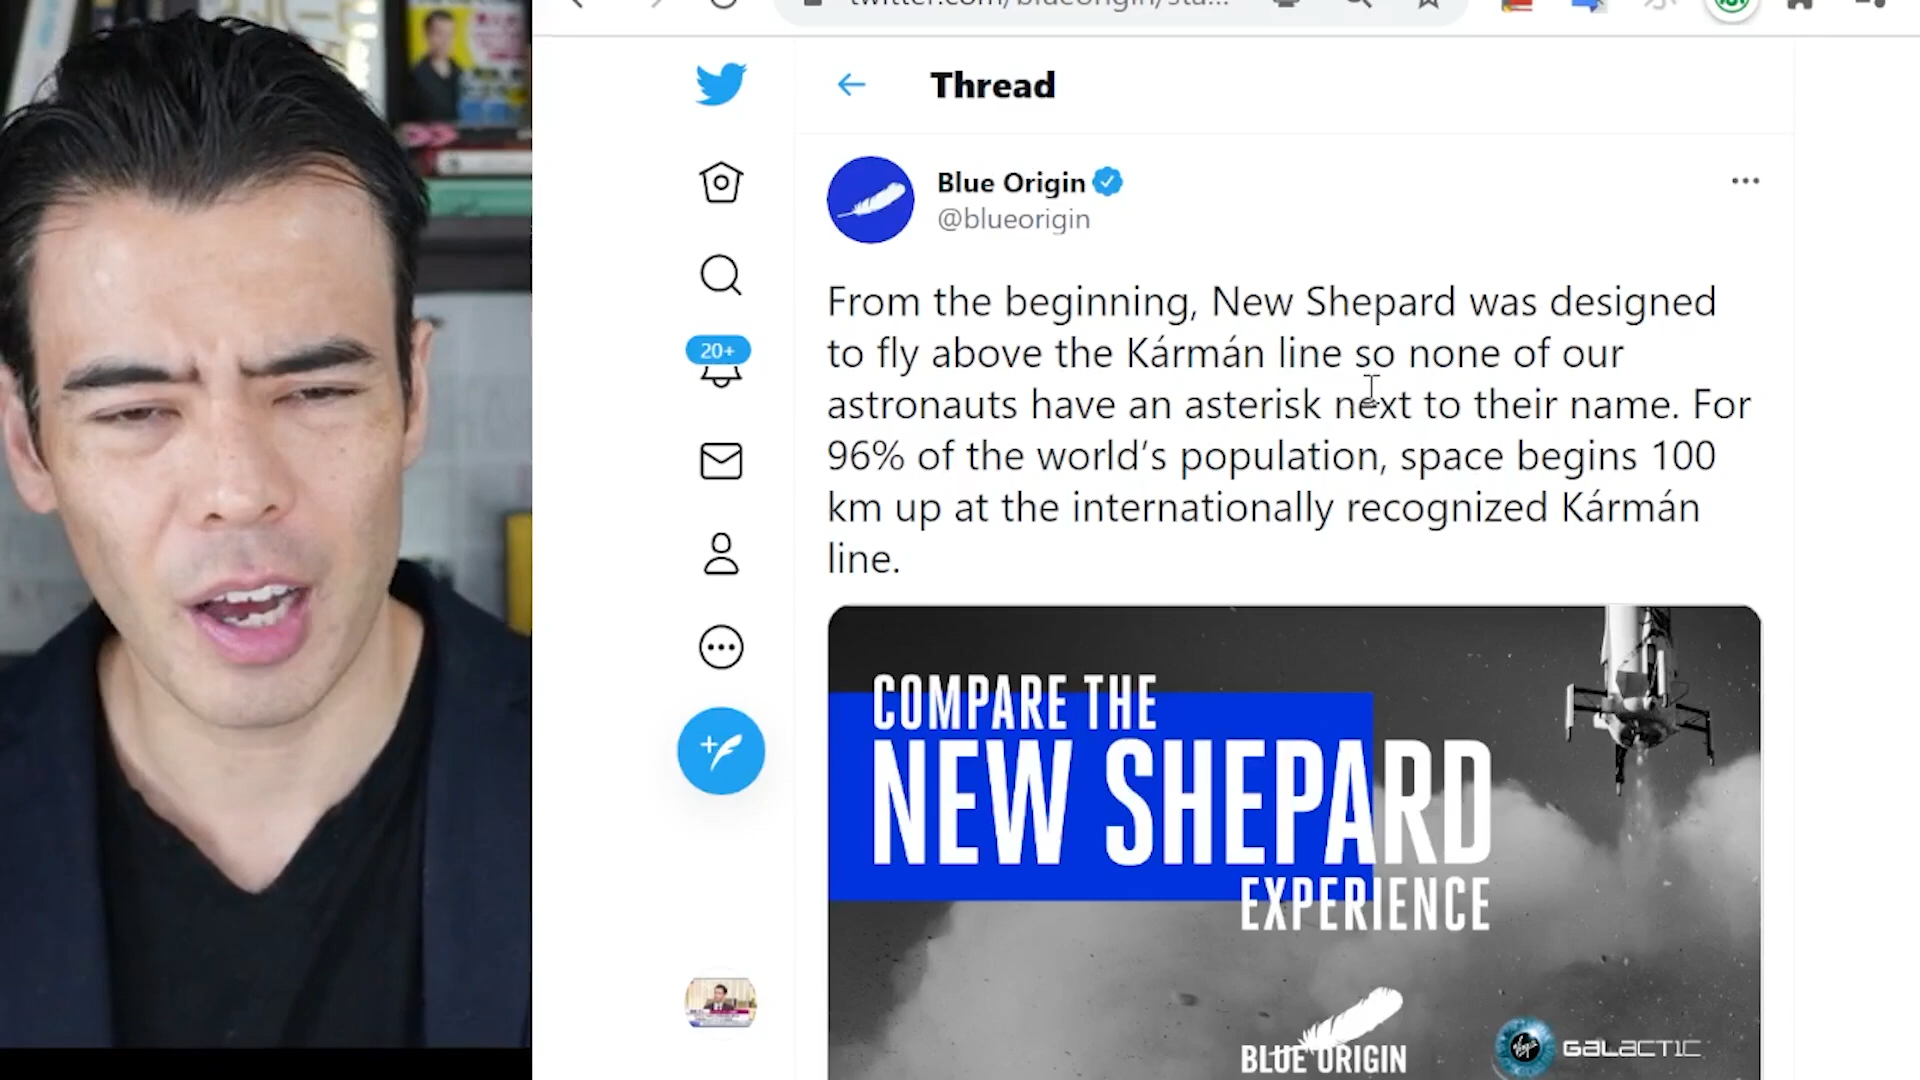 Thread
Blue Origin
@blueorigin
20+
From the beginning, New Shepard was designed
to fly above the Kármán line so none of our
astronauts have an asterisk next to their name. For
96% of the world's population, space begins 100
km up at the internationally recognized Kármán
line.
COMPARE THE
NEW SHEPARD
EXPERIENCE
BLUE ORIGIN
GALACTIC